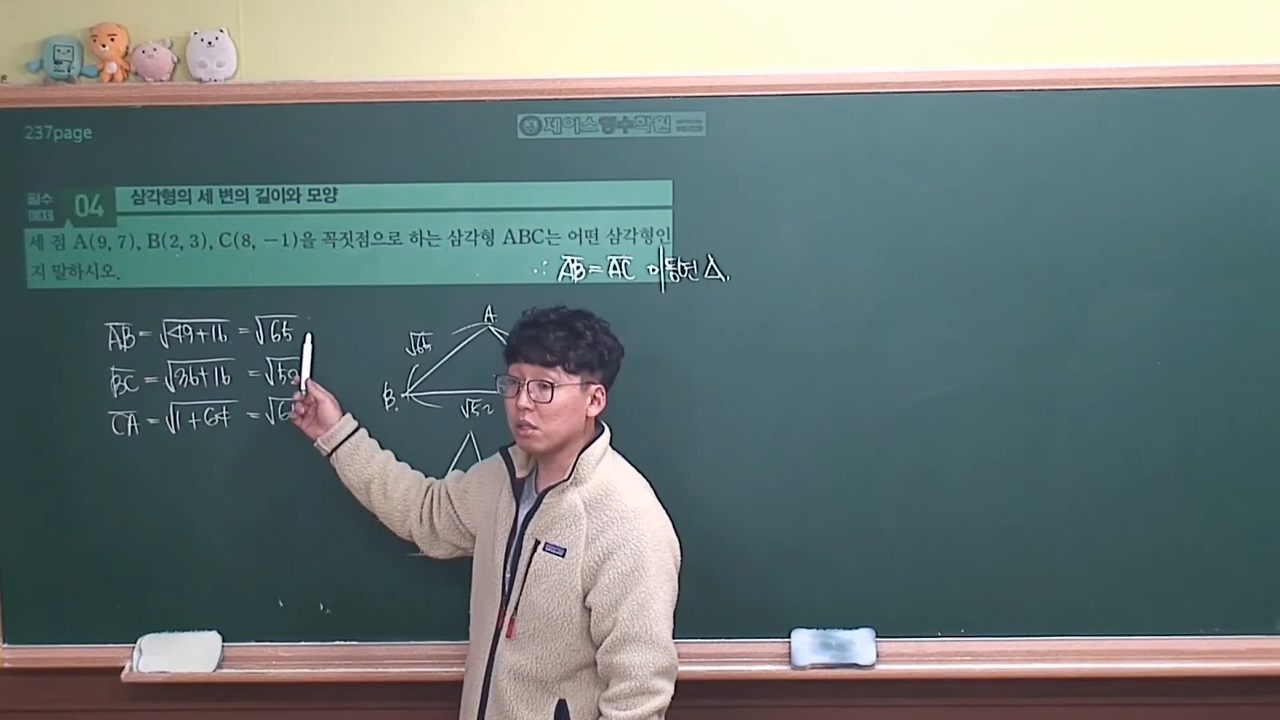 237page
제이스영수학원
필수 예제 04 삼각형의 세 변의 길이와 모양
세 점 A(9, 7), B(2, 3), C(8, −1)을 꼭짓점으로 하는 삼각형 ABC는 어떤 삼각형인
지 말하시오.
∴ AB = AC 이등변 △.
AB = √49+16 = √65
BC = √36+16 = √52
CA = √1+64 = √6
A
√65
B.
√52